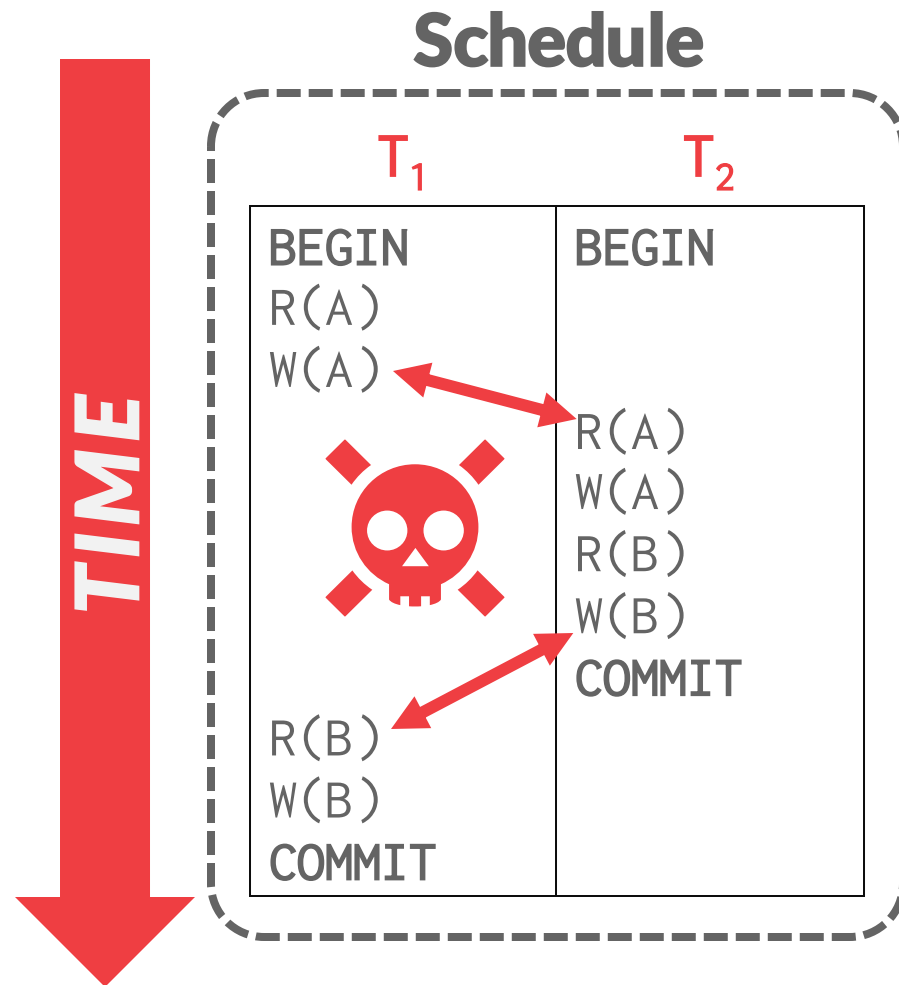 Schedule
TIME
T₁ T₂
BEGIN BEGIN
R(A)
W(A)
R(A)
W(A)
R(B)
W(B)
COMMIT
R(B)
W(B)
COMMIT